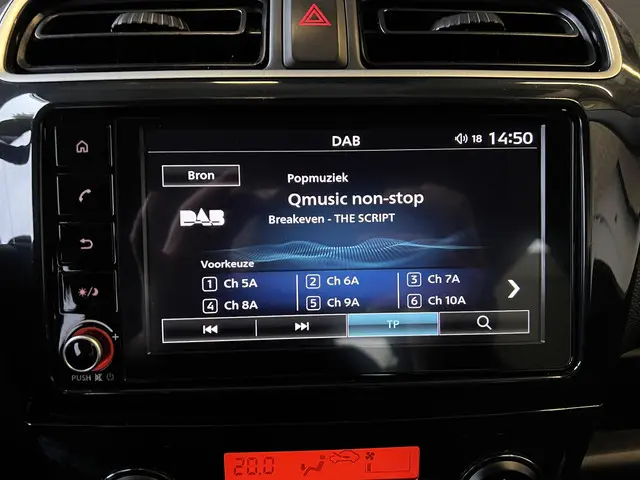 DAB
18 14:50
Bron
Popmuziek
Qmusic non-stop
DAB
Breakeven - THE SCRIPT
Voorkeuze
1 Ch 5A
2 Ch 6A
3 Ch 7A
4 Ch 8A
5 Ch 9A
6 Ch 10A
TP
PUSH
20.0